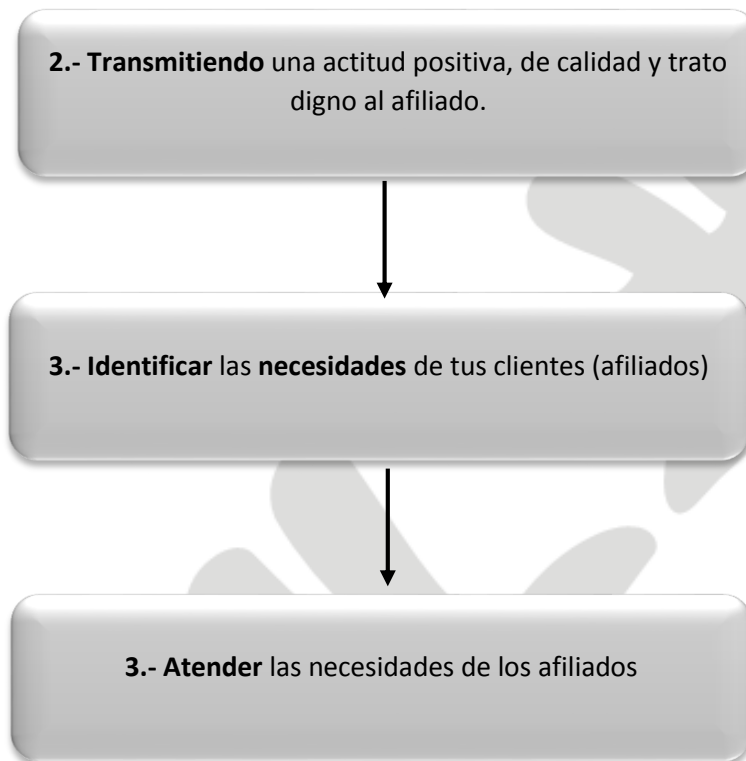 2.- Transmitiendo una actitud positiva, de calidad y trato
digno al afiliado.
3.- Identificar las necesidades de tus clientes (afiliados)
3.- Atender las necesidades de los afiliados